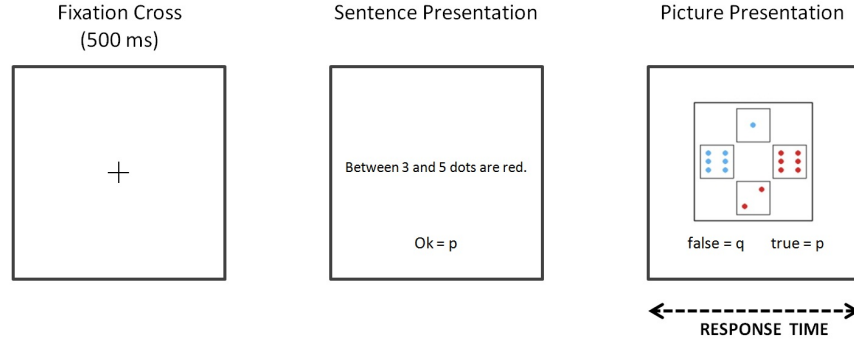 Fixation Cross
(500 ms)
Sentence Presentation
Between 3 and 5 dots are red.
Ok = p
Picture Presentation
false = q true = p
RESPONSE TIME